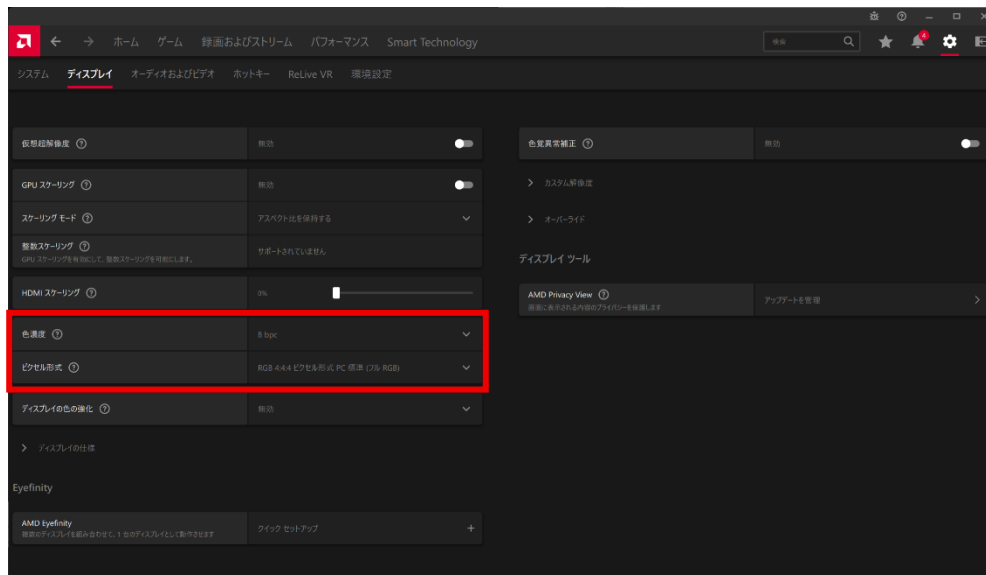 ホーム ゲーム 録画およびストリーム パフォーマンス Smart Technology 検索 4
システム ディスプレイ オーディオおよびビデオ ホットキー ReLive VR 環境設定
仮想超解像度 無効
色覚異常補正 無効
GPU スケーリング 無効
カスタム解像度
スケーリング モード アスペクト比を保持する
オーバーライド
整数スケーリング サポートされていません
GPU スケーリングを有効にして、整数スケーリングを可能にします。
ディスプレイ ツール
HDMI スケーリング 0%
AMD Privacy View アップデートを管理
画面に表示される内容のプライバシーを保護します
色濃度 8 bpc
ピクセル形式 RGB 4:4:4 ピクセル形式 PC 標準 (フル RGB)
ディスプレイの色の強化 無効
ディスプレイの仕様
Eyefinity
AMD Eyefinity クイック セットアップ
複数のディスプレイを組み合わせて、1 台のディスプレイとして動作させます